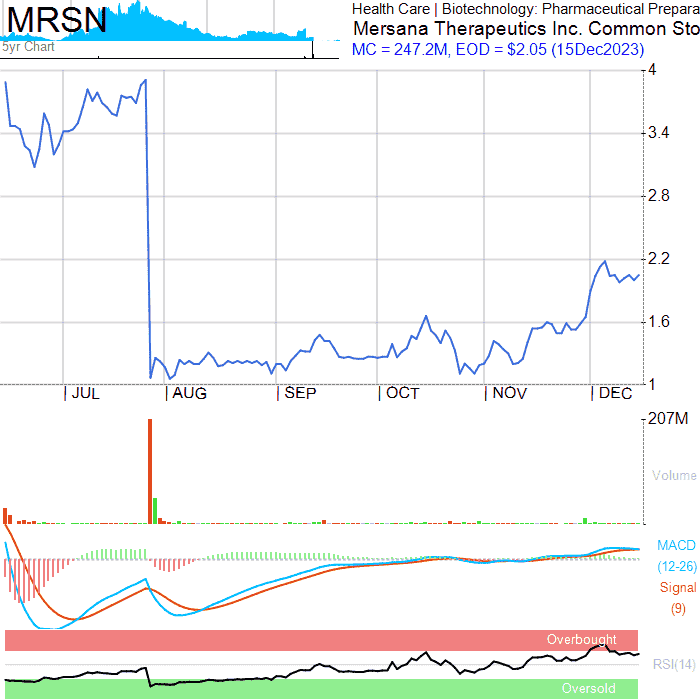 MRSN
5yr Chart
Health Care | Biotechnology: Pharmaceutical Prepara
Mersana Therapeutics Inc. Common Sto
MC = 247.2M, EOD = $2.05 (15Dec2023)
4
3.4
2.8
2.2
1.6
1
JUL AUG SEP OCT NOV DEC
207M
Volume
MACD
(12-26)
Signal
(9)
Overbought
RSI(14)
Oversold